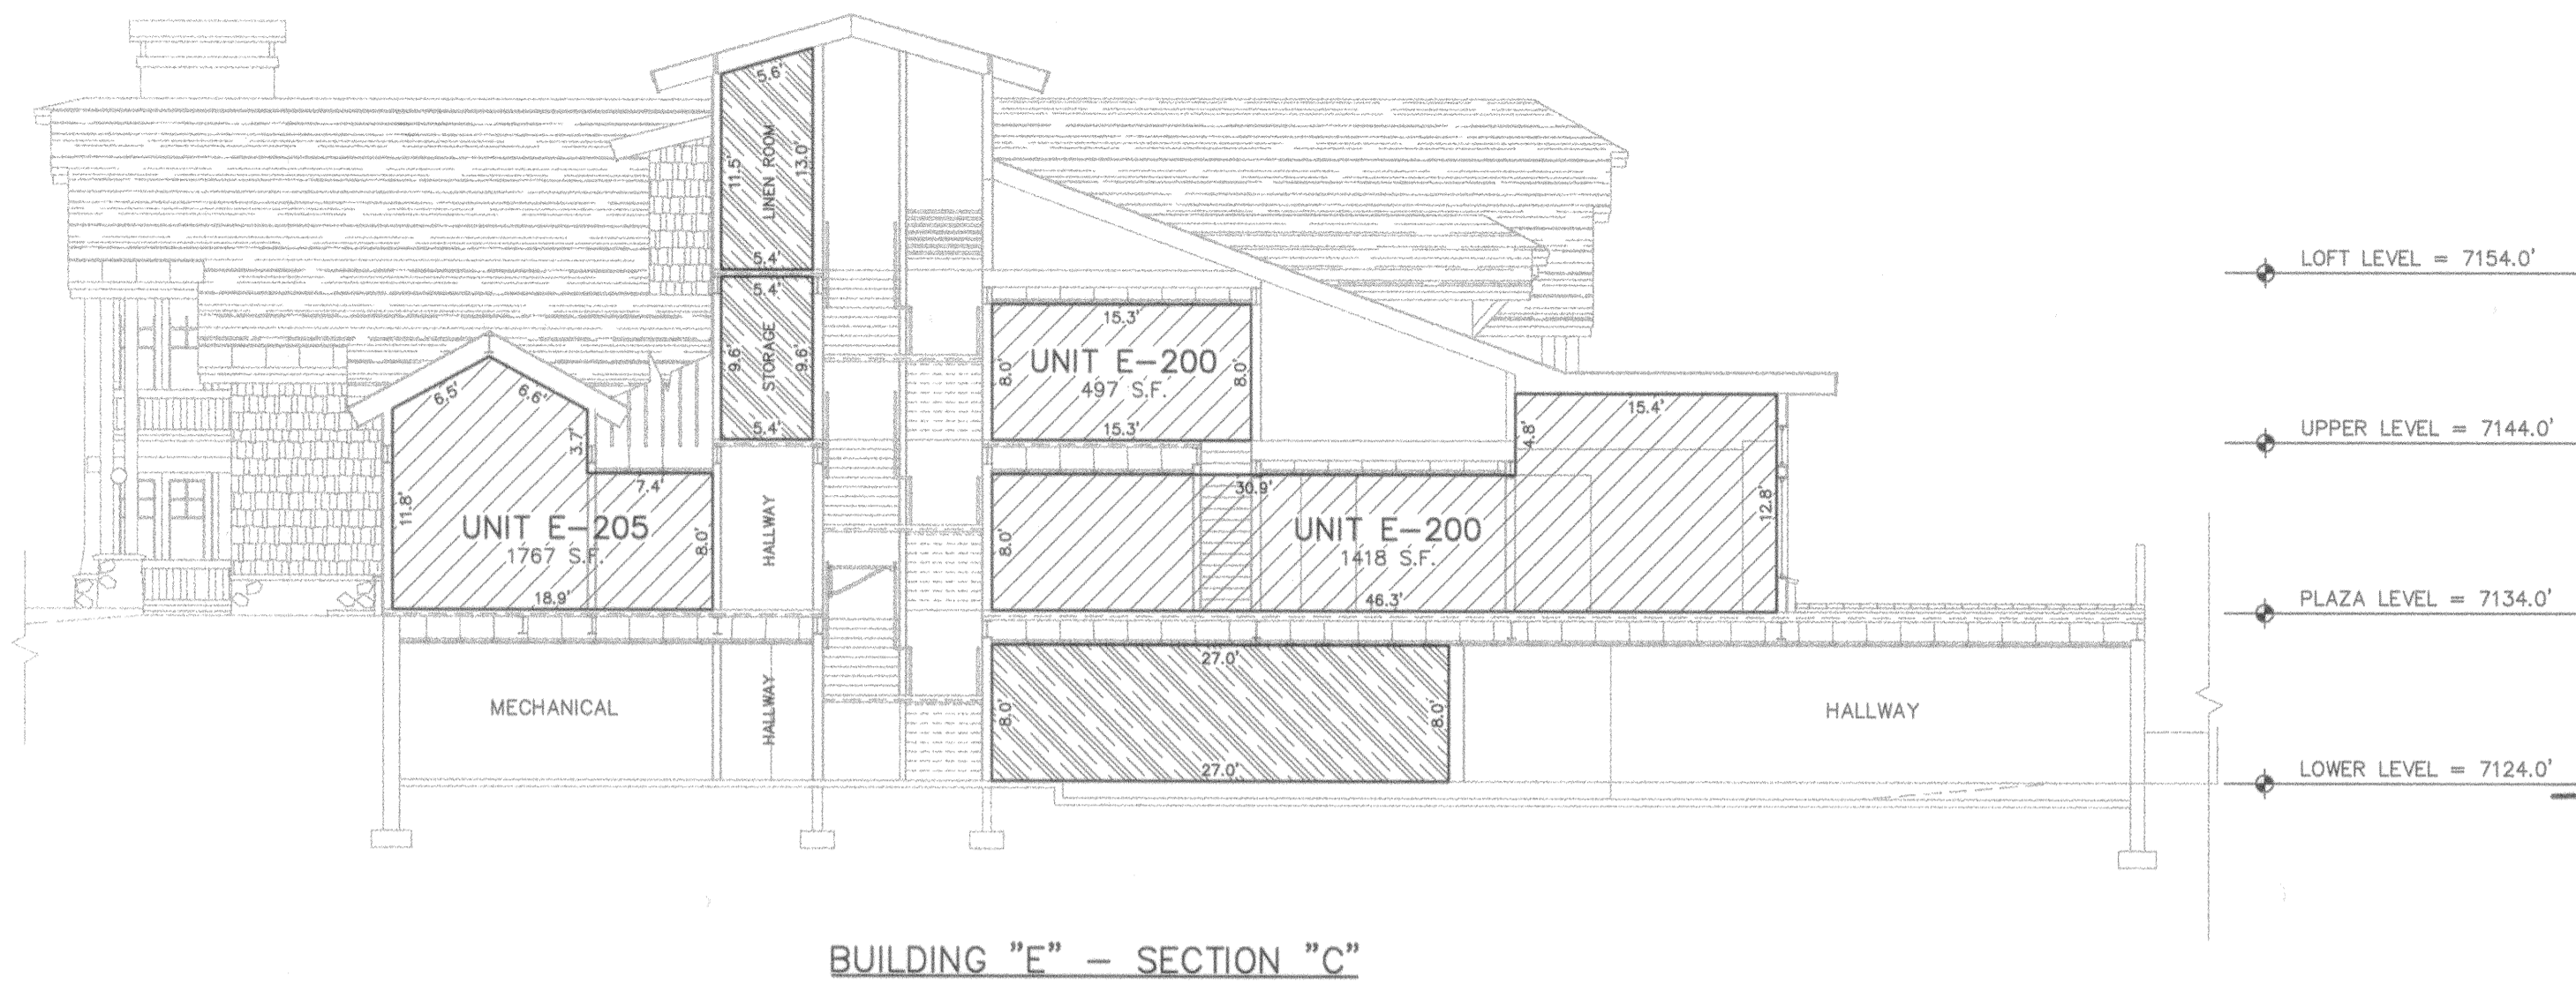 5.6'
11.5'
LINEN ROOM
13.0'
5.4'
LOFT LEVEL = 7154.0'
5.4'
9.6'
STORAGE
9.6'
5.4'
15.3'
8.0'
UNIT E-200
497 S.F.
8.0'
15.3'
6.5'
6.6'
3.7'
7.4'
11.8'
UNIT E-205
1767 S.F.
8.0'
18.9'
HALLWAY
15.4'
4.8'
UPPER LEVEL = 7144.0'
30.9'
8.0'
UNIT E-200
1418 S.F.
12.8'
46.3'
PLAZA LEVEL = 7134.0'
MECHANICAL
HALLWAY
27.0'
8.0'
8.0'
27.0'
HALLWAY
LOWER LEVEL = 7124.0'
BUILDING "E" - SECTION "C"